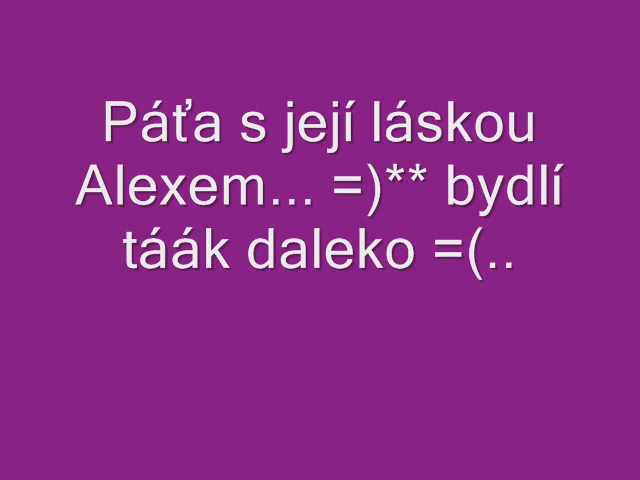 Páťa s její láskou
Alexem... =)** bydlí
táák daleko =(..